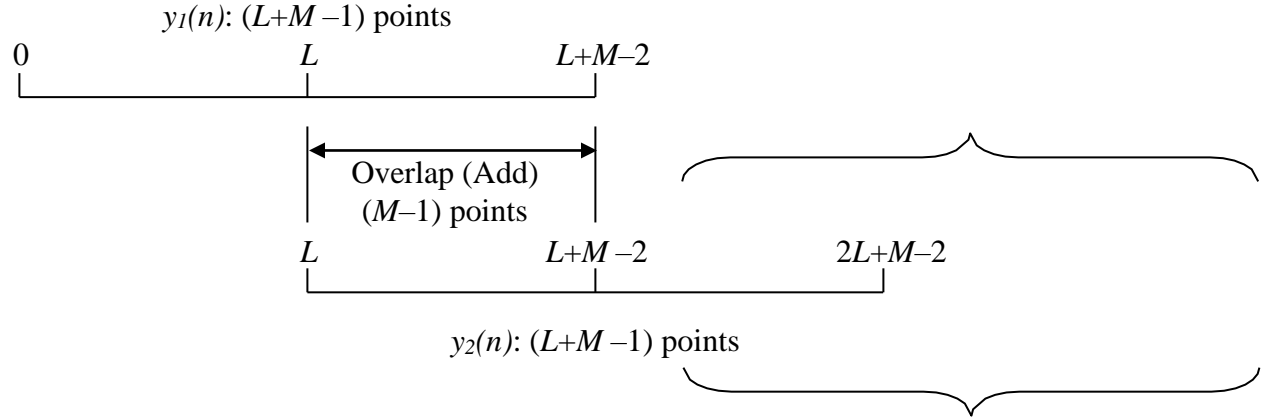 y1(n): (L+M –1) points
0 L L+M–2
Overlap (Add)
(M–1) points
L L+M –2 2L+M–2
y2(n): (L+M –1) points